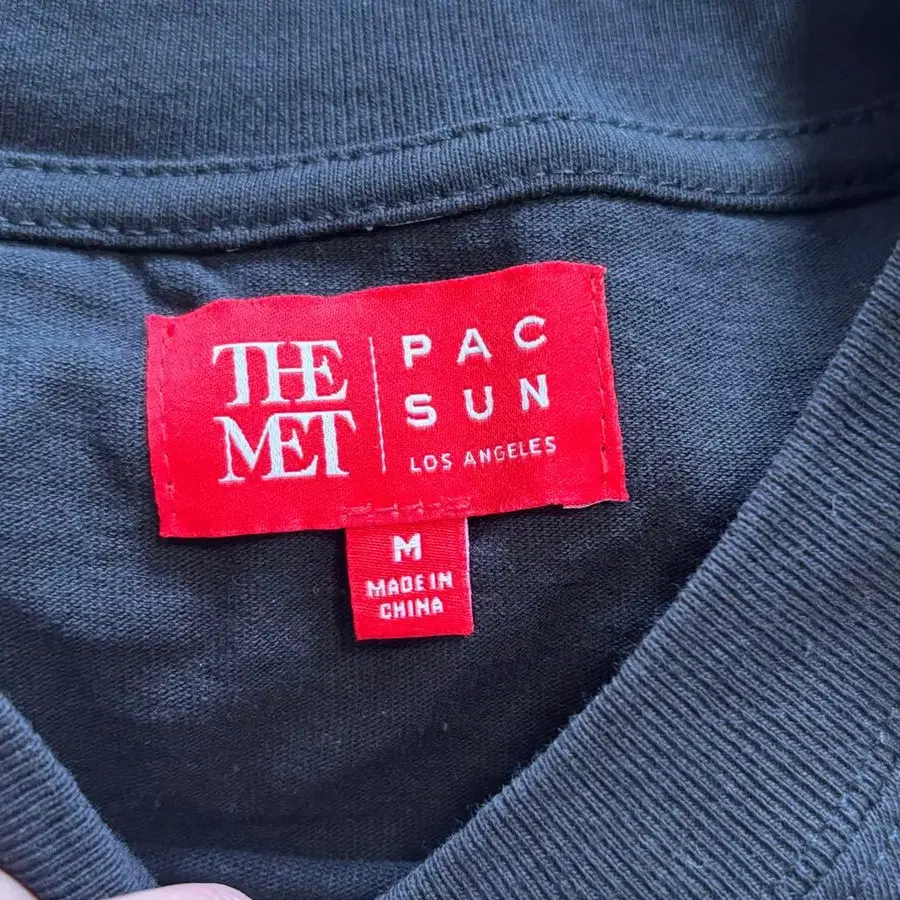 THE
MET
PAC
SUN
LOS ANGELES
M
MADE IN
CHINA